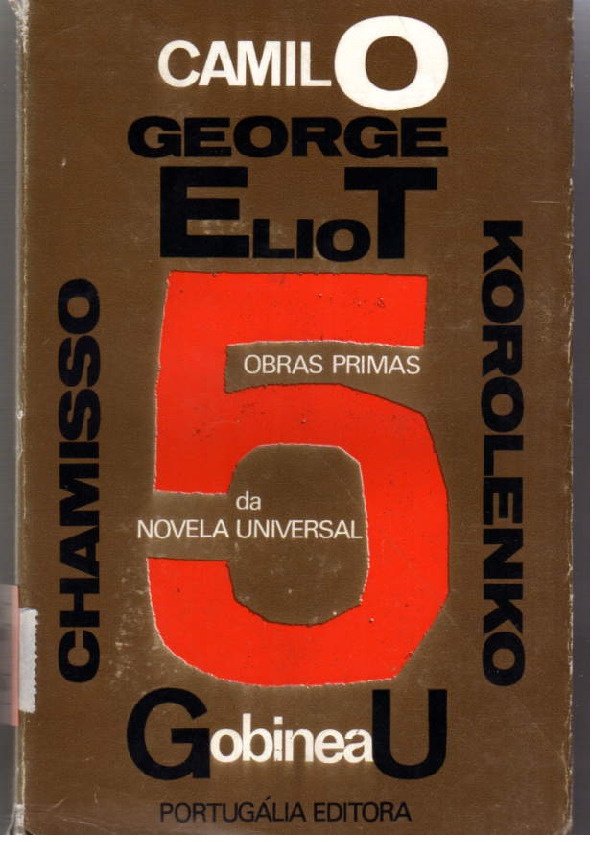 CAMILO
GEORGE
ELIOT
CHAMISSO
5
OBRAS PRIMAS
da
NOVELA UNIVERSAL
KOROLENKO
GobineaU
PORTUGÁLIA EDITORA